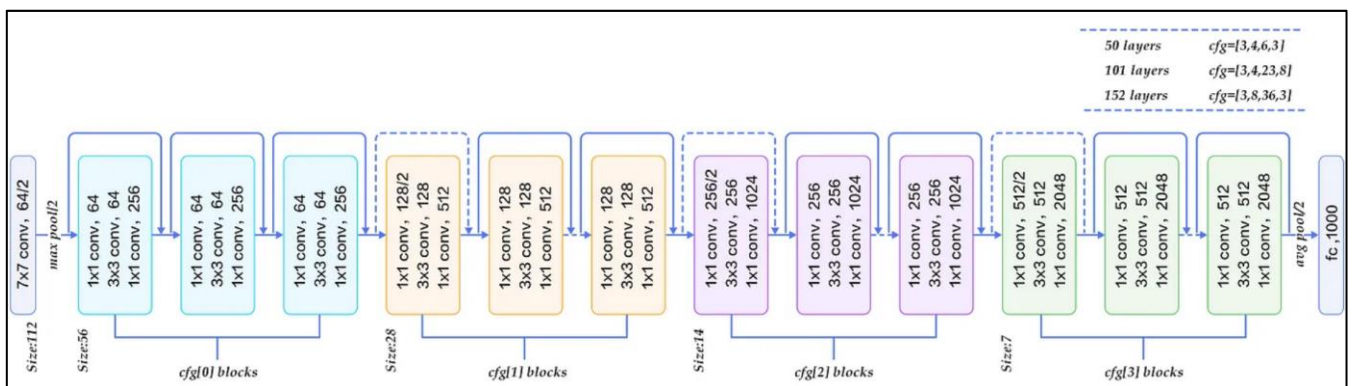 50 layers cfg=[3,4,6,3]
101 layers cfg=[3,4,23,8]
152 layers cfg=[3,8,36,3]
7x7 conv, 64/2
max pool/2
1x1 conv, 64
3x3 conv, 64
1x1 conv, 256
1x1 conv, 64
3x3 conv, 64
1x1 conv, 256
1x1 conv, 64
3x3 conv, 64
1x1 conv, 256
1x1 conv, 128/2
3x3 conv, 128
1x1 conv, 512
1x1 conv, 128
3x3 conv, 128
1x1 conv, 512
1x1 conv, 128
3x3 conv, 128
1x1 conv, 512
1x1 conv, 256/2
3x3 conv, 256
1x1 conv, 1024
1x1 conv, 256
3x3 conv, 256
1x1 conv, 1024
1x1 conv, 256
3x3 conv, 256
1x1 conv, 1024
1x1 conv, 512/2
3x3 conv, 512
1x1 conv, 2048
1x1 conv, 512
3x3 conv, 512
1x1 conv, 2048
1x1 conv, 512
3x3 conv, 512
1x1 conv, 2048
avg pool/2
fc ,1000
Size:112
Size:56
cfg[0] blocks
Size:28
cfg[1] blocks
Size:14
cfg[2] blocks
Size:7
cfg[3] blocks